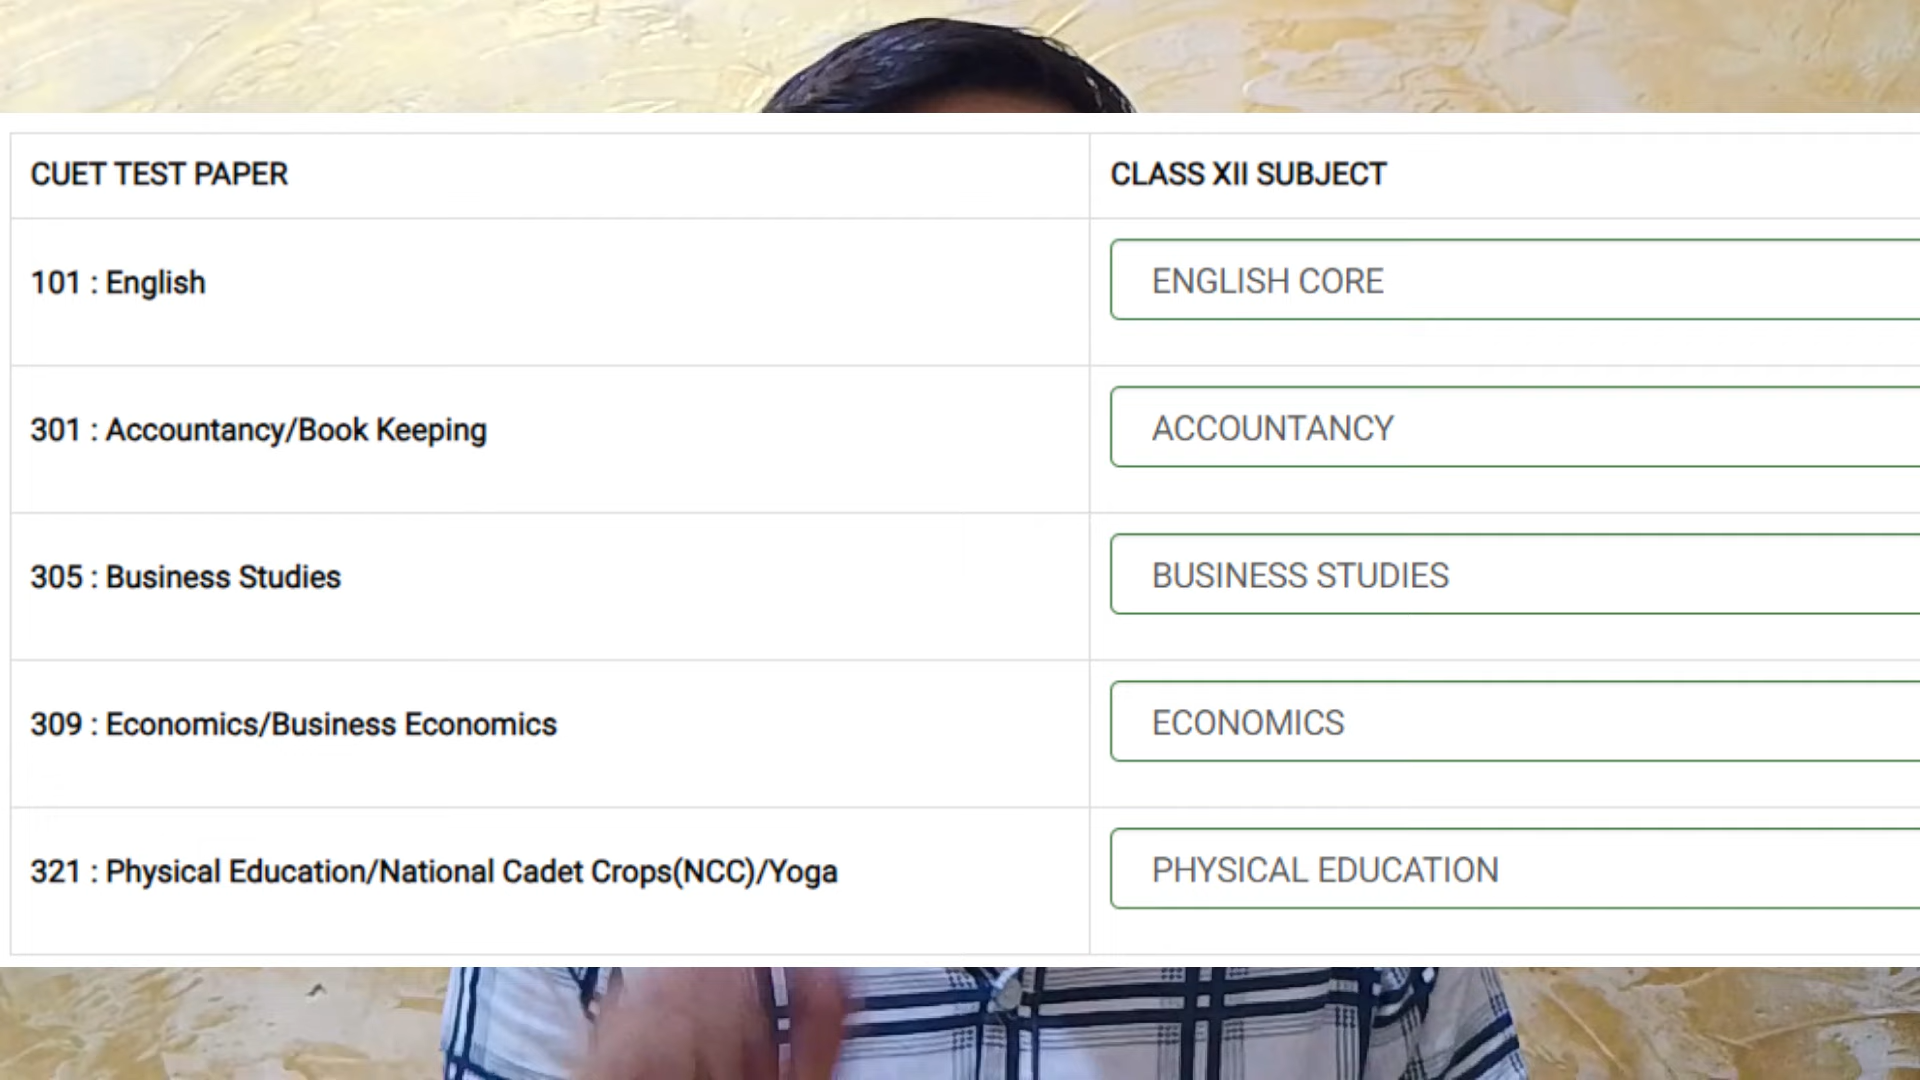 CUET TEST PAPER CLASS XII SUBJECT
101 : English ENGLISH CORE
301 : Accountancy/Book Keeping ACCOUNTANCY
305 : Business Studies BUSINESS STUDIES
309 : Economics/Business Economics ECONOMICS
321 : Physical Education/National Cadet Crops(NCC)/Yoga PHYSICAL EDUCATION